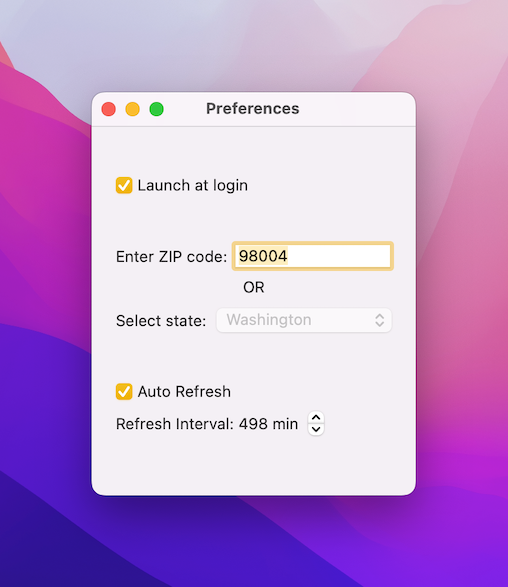 Preferences
Launch at login
Enter ZIP code: 98004
OR
Select state: Washington
Auto Refresh
Refresh Interval: 498 min